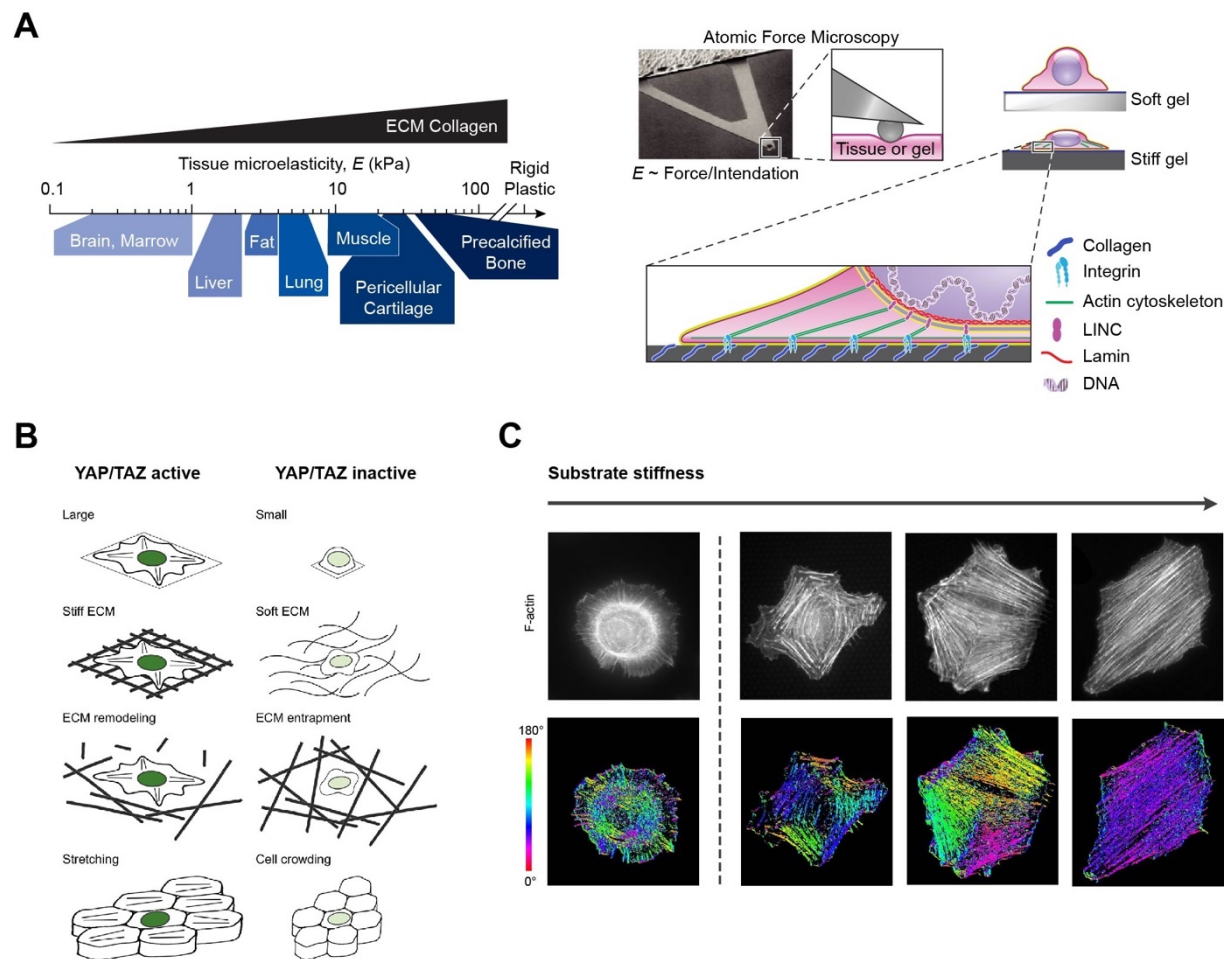 A
ECM Collagen
Tissue microelasticity, E (kPa)
Rigid
Plastic
0.1
1
10
100
Brain, Marrow
Liver
Fat
Lung
Muscle
Pericellular
Cartilage
Precalcified
Bone
Atomic Force Microscopy
Tissue or gel
E ~ Force/Intendation
Soft gel
Stiff gel
Collagen
Integrin
Actin cytoskeleton
LINC
Lamin
DNA
B
YAP/TAZ active
YAP/TAZ inactive
Large
Small
Stiff ECM
Soft ECM
ECM remodeling
ECM entrapment
Stretching
Cell crowding
C
Substrate stiffness
F-actin
180°
0°